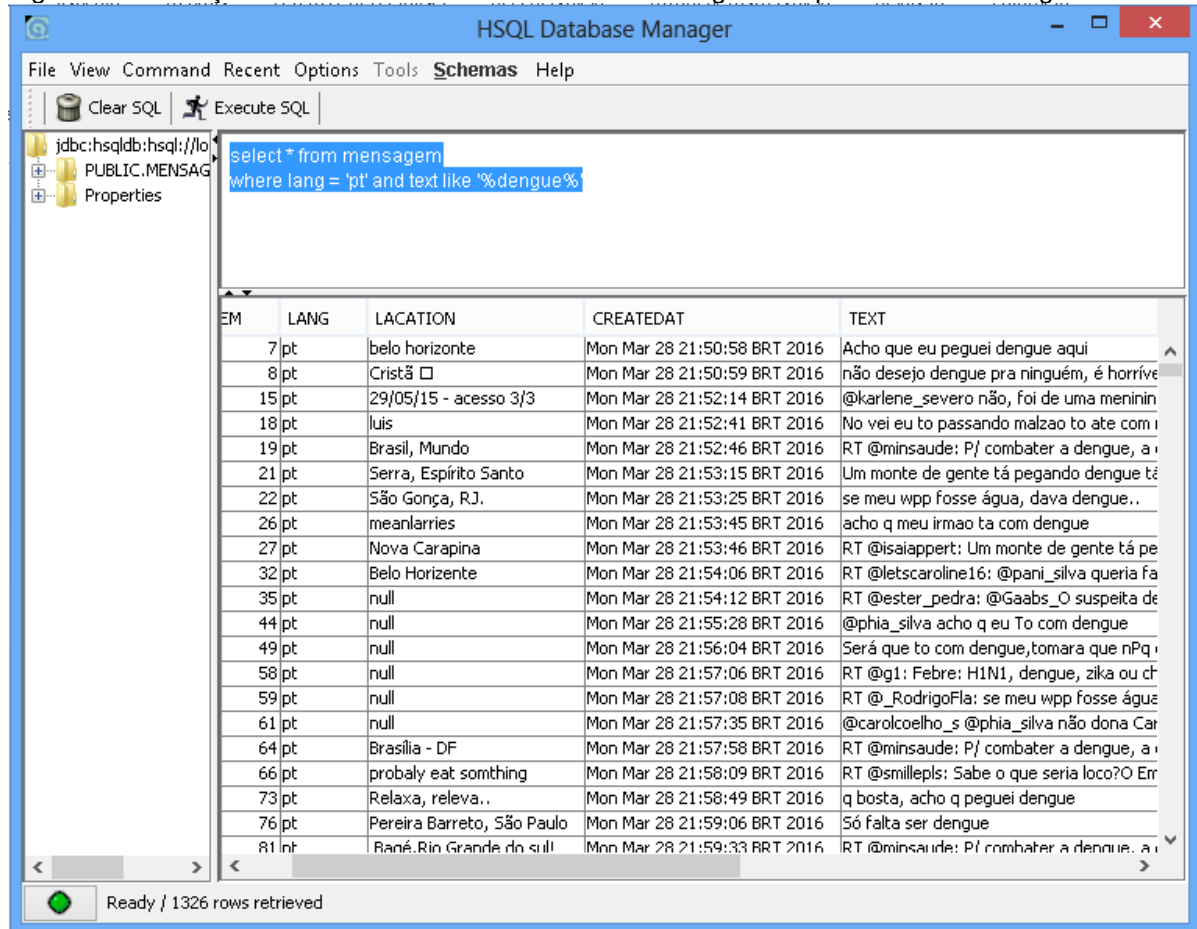 HSQL Database Manager
File View Command Recent Options Tools Schemas Help
Clear SQL Execute SQL
jdbc:hsqldb:hsql://lo
PUBLIC.MENSAG
Properties
select * from mensagem
where lang = 'pt' and text like '%dengue%'
EM LANG LACATION CREATEDAT TEXT
7 pt belo horizonte Mon Mar 28 21:50:58 BRT 2016 Acho que eu peguei dengue aqui
8 pt Cristã □ Mon Mar 28 21:50:59 BRT 2016 não desejo dengue pra ninguém, é horríve
15 pt 29/05/15 - acesso 3/3 Mon Mar 28 21:52:14 BRT 2016 @karlene_severo não, foi de uma meninin
18 pt luis Mon Mar 28 21:52:41 BRT 2016 No vei eu to passando malzao to ate com
19 pt Brasil, Mundo Mon Mar 28 21:52:46 BRT 2016 RT @minsaude: P/ combater a dengue, a
21 pt Serra, Espírito Santo Mon Mar 28 21:53:15 BRT 2016 Um monte de gente tá pegando dengue tá
22 pt São Gonça, RJ. Mon Mar 28 21:53:25 BRT 2016 se meu wpp fosse água, dava dengue..
26 pt meanlarries Mon Mar 28 21:53:45 BRT 2016 acho q meu irmao ta com dengue
27 pt Nova Carapina Mon Mar 28 21:53:46 BRT 2016 RT @isaiappert: Um monte de gente tá pe
32 pt Belo Horizente Mon Mar 28 21:54:06 BRT 2016 RT @letscaroline16: @pani_silva queria fa
35 pt null Mon Mar 28 21:54:12 BRT 2016 RT @ester_pedra: @Gaabs_O suspeita de
44 pt null Mon Mar 28 21:55:28 BRT 2016 @phia_silva acho q eu To com dengue
49 pt null Mon Mar 28 21:56:04 BRT 2016 Será que to com dengue,tomara que nPq
58 pt null Mon Mar 28 21:57:06 BRT 2016 RT @g1: Febre: H1N1, dengue, zika ou ch
59 pt null Mon Mar 28 21:57:08 BRT 2016 RT @_RodrigoFla: se meu wpp fosse água
61 pt null Mon Mar 28 21:57:35 BRT 2016 @carolcoelho_s @phia_silva não dona Car
64 pt Brasília - DF Mon Mar 28 21:57:58 BRT 2016 RT @minsaude: P/ combater a dengue, a
66 pt probaly eat somthing Mon Mar 28 21:58:09 BRT 2016 RT @smillepls: Sabe o que seria loco?O Em
73 pt Relaxa, releva.. Mon Mar 28 21:58:49 BRT 2016 q bosta, acho q peguei dengue
76 pt Pereira Barreto, São Paulo Mon Mar 28 21:59:06 BRT 2016 Só falta ser dengue
81 pt Bagé,Rio Grande do sul! Mon Mar 28 21:59:33 BRT 2016 RT @minsaude: P/ combater a dengue, a
Ready / 1326 rows retrieved